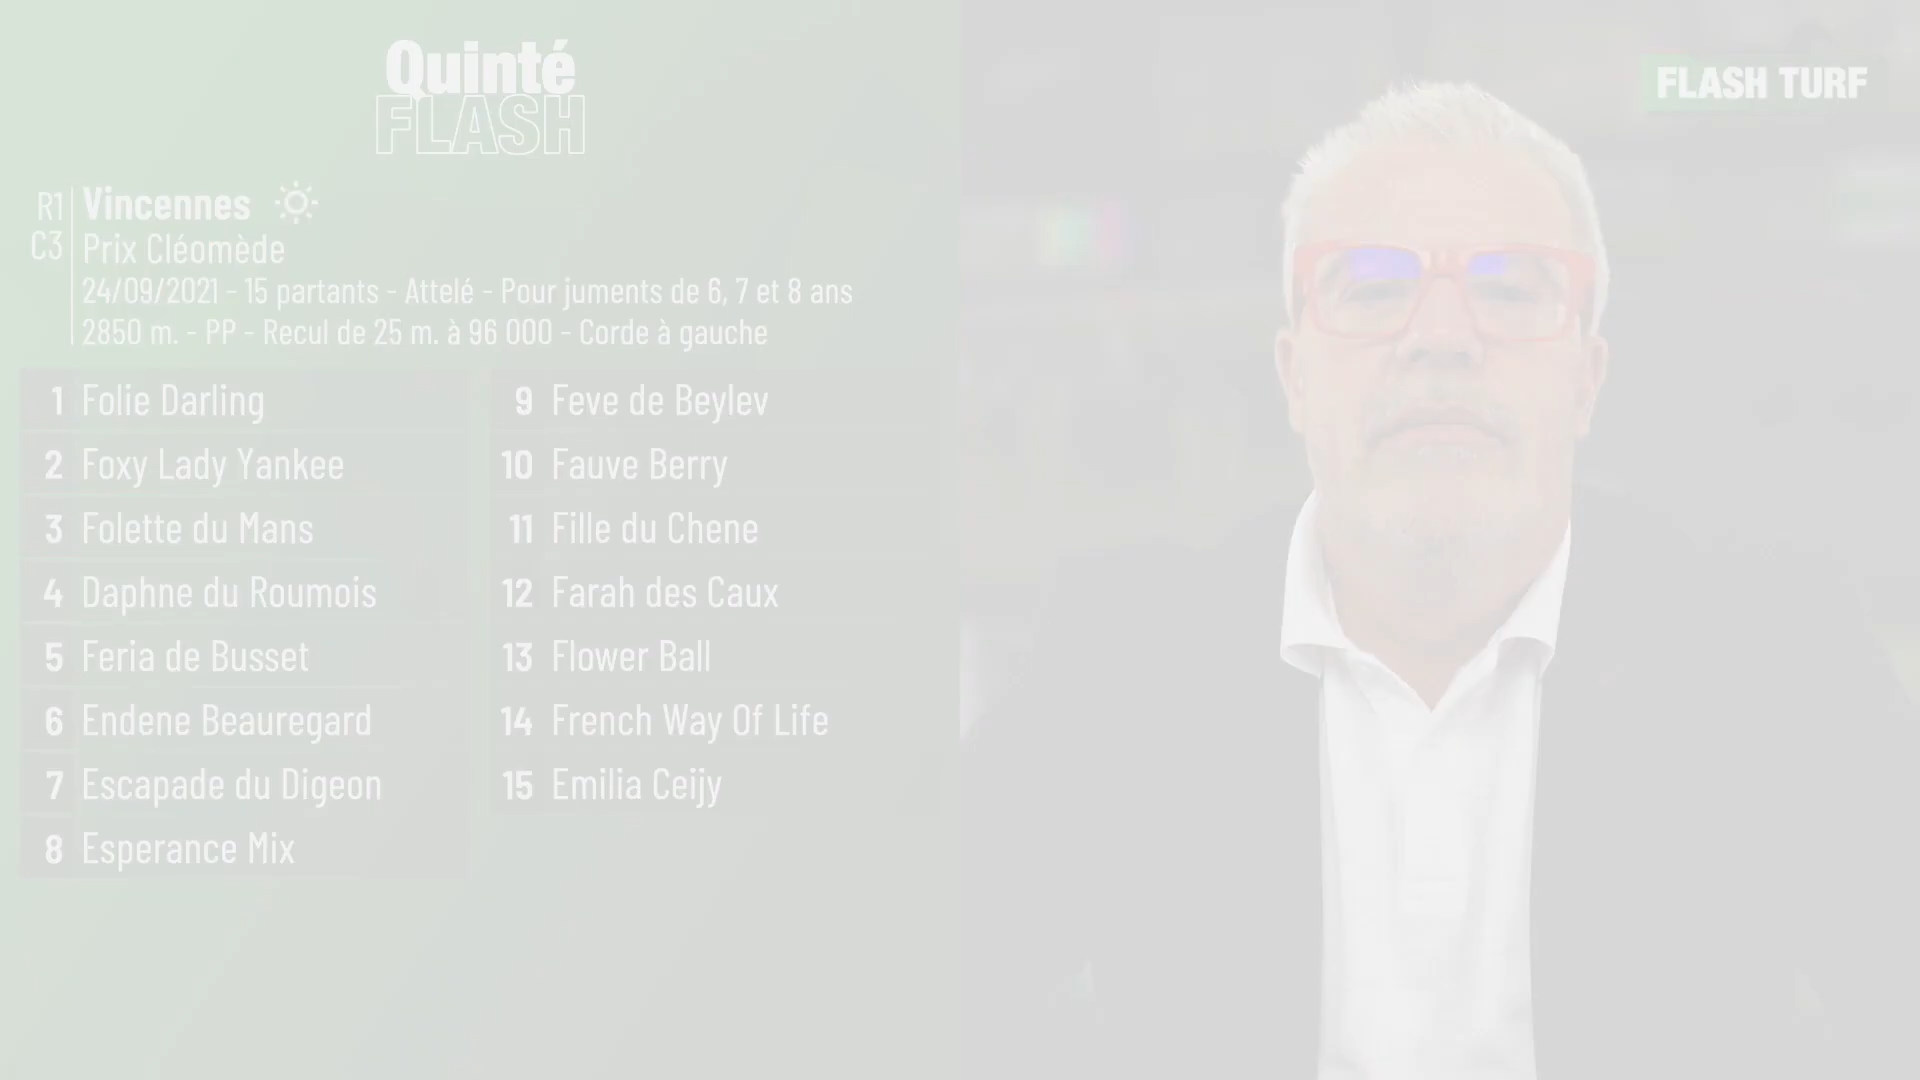 Quinté
FLASH
FLASH TURF
R1 Vincennes
C3 Prix Cléomède
24/09/2021 - 15 partants - Attelé - Pour juments de 6, 7 et 8 ans
2850 m. - PP - Recul de 25 m. à 96 000 - Corde à gauche
1 Folie Darling
2 Foxy Lady Yankee
3 Folette du Mans
4 Daphne du Roumois
5 Feria de Busset
6 Endene Beauregard
7 Escapade du Digeon
8 Esperance Mix
9 Feve de Beylev
10 Fauve Berry
11 Fille du Chene
12 Farah des Caux
13 Flower Ball
14 French Way Of Life
15 Emilia Ceijy